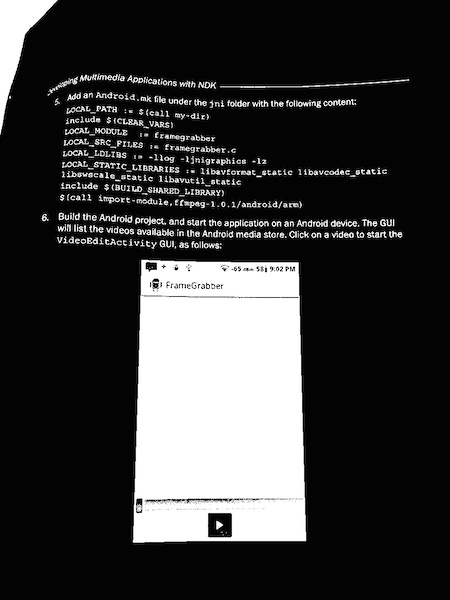 Developing Multimedia Applications with NDK
5. Add an Android.mk file under the jni folder with the following content:
LOCAL_PATH := $(call my-dir)
include $(CLEAR_VARS)
LOCAL_MODULE := framegrabber
LOCAL_SRC_FILES := framegrabber.c
LOCAL_LDLIBS := -llog -ljnigraphics -lz
LOCAL_STATIC_LIBRARIES := libavformat_static libavcodec_static
libswscale_static libavutil_static
include $(BUILD_SHARED_LIBRARY)
$(call import-module,ffmpeg-1.0.1/android/arm)
6. Build the Android project, and start the application on an Android device. The GUI
will list the videos available in the Android media store. Click on a video to start the
VideoEditActivity GUI, as follows:
-65 dBm 58 9:02 PM
FrameGrabber